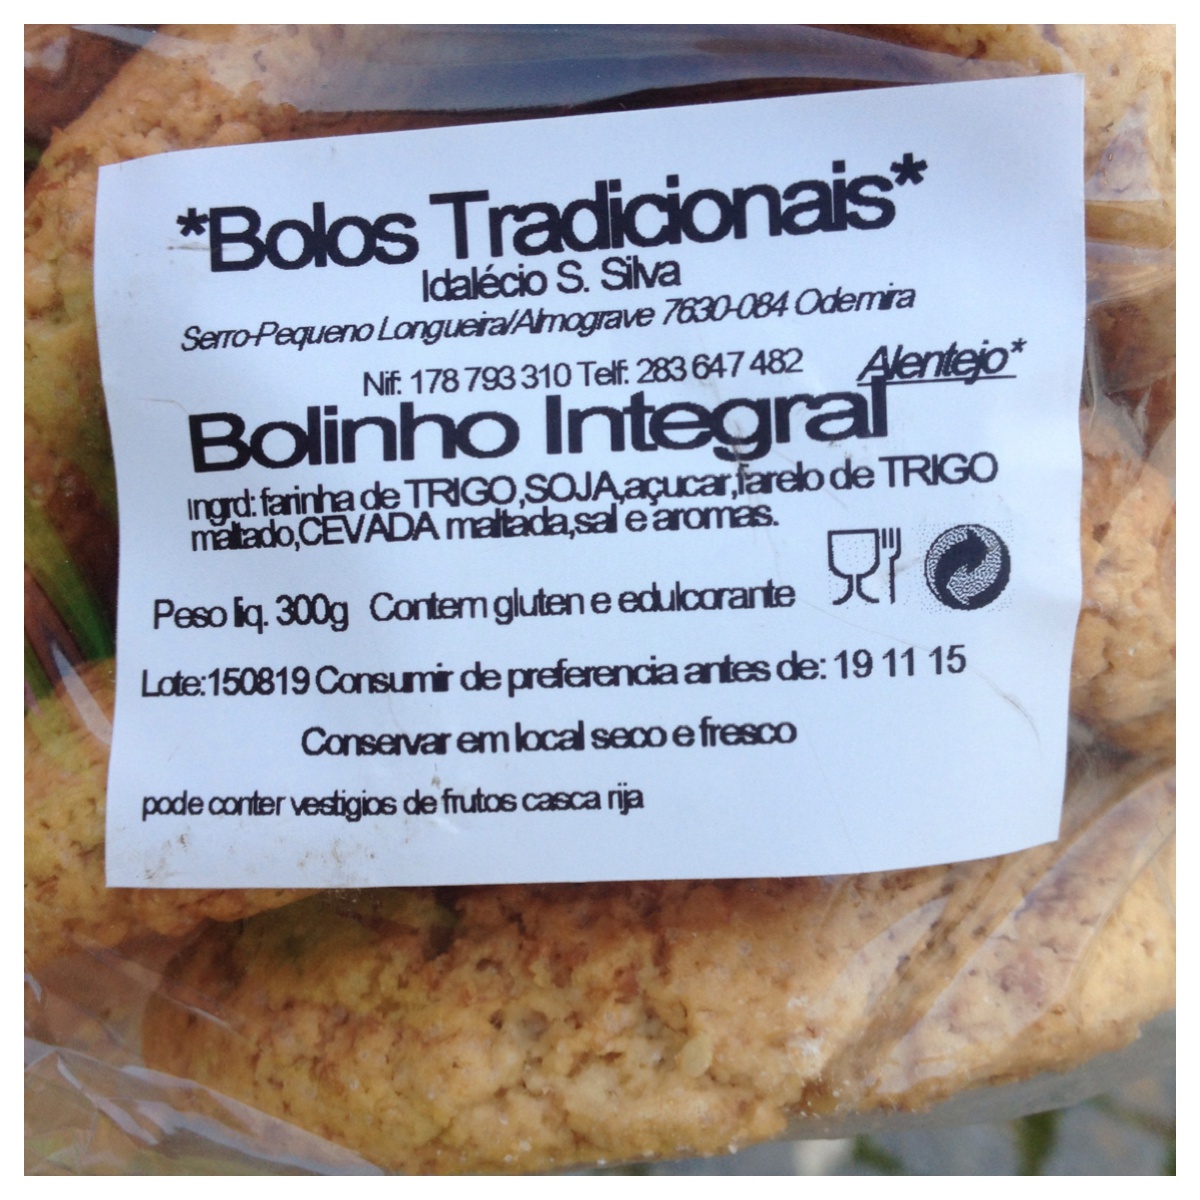 *Bolos Tradicionais*
Idalécio S. Silva
Serro-Pequeno Longueira/Almograve 7630-084 Odemira
Nif: 178 793 310 Telf: 283 647 482 Alentejo*
Bolinho Integral
Ingrd: farinha de TRIGO,SOJA,açucar,farelo de TRIGO
maltado,CEVADA maltada,sal e aromas.
Peso liq. 300g Contem gluten e edulcorante
Lote:150819 Consumir de preferencia antes de: 19 11 15
Conservar em local seco e fresco
pode conter vestigios de frutos casca rija